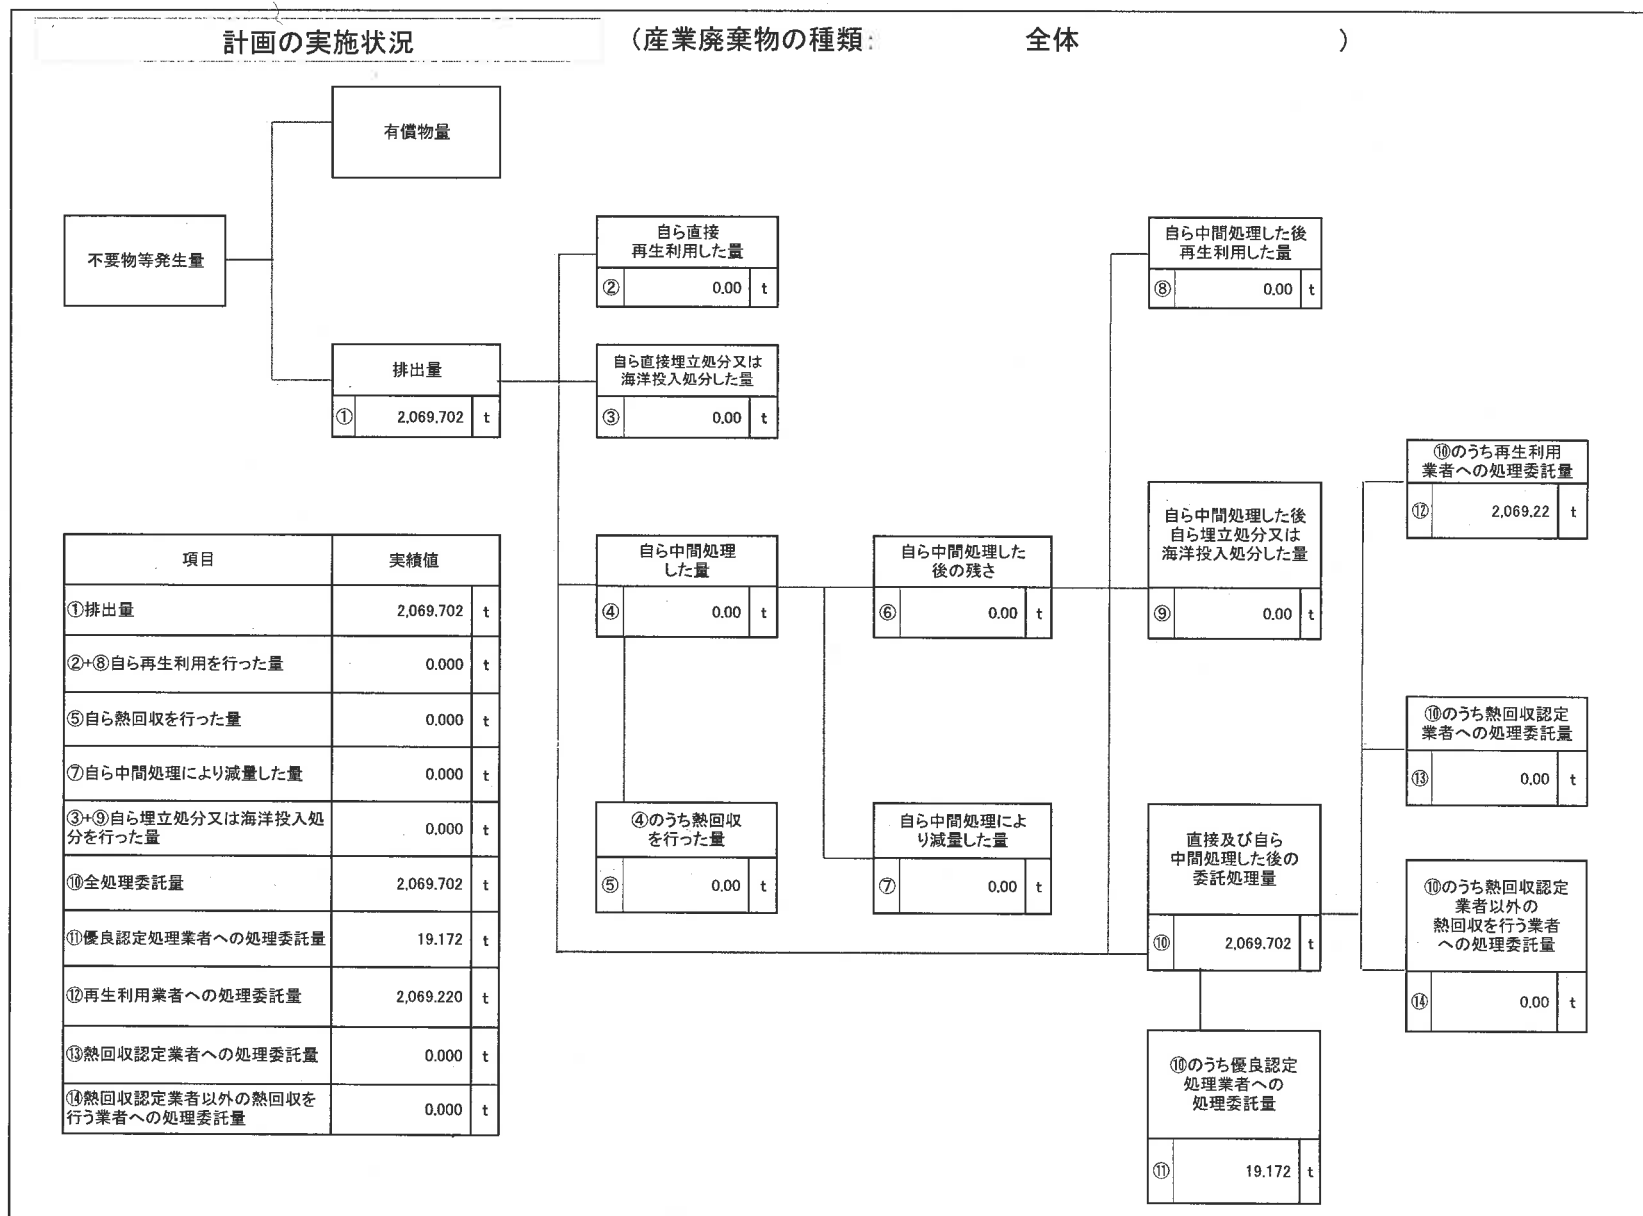 計画の実施状況 (産業廃棄物の種類: 全体 )
有償物量
不要物等発生量
排出量
① 2,069.702 t
自ら直接
再生利用した量
② 0.00 t
自ら直接埋立処分又は
海洋投入処分した量
③ 0.00 t
自ら中間処理
した量
④ 0.00 t
④のうち熱回収
を行った量
⑤ 0.00 t
自ら中間処理した
後の残さ
⑥ 0.00 t
自ら中間処理によ
り減量した量
⑦ 0.00 t
自ら中間処理した後
再生利用した量
⑧ 0.00 t
自ら中間処理した後
自ら埋立処分又は
海洋投入処分した量
⑨ 0.00 t
直接及び自ら
中間処理した後の
委託処理量
⑩ 2,069.702 t
⑩のうち優良認定
処理業者への
処理委託量
⑪ 19.172 t
⑩のうち再生利用
業者への処理委託量
⑫ 2,069.22 t
⑩のうち熱回収認定
業者への処理委託量
⑬ 0.00 t
⑩のうち熱回収認定
業者以外の
熱回収を行う業者
への処理委託量
⑭ 0.00 t
項目 実績値
①排出量 2,069.702 t
②+⑧自ら再生利用を行った量 0.000 t
⑤自ら熱回収を行った量 0.000 t
⑦自ら中間処理により減量した量 0.000 t
③+⑨自ら埋立処分又は海洋投入処
分を行った量 0.000 t
⑩全処理委託量 2,069.702 t
⑪優良認定処理業者への処理委託量 19.172 t
⑫再生利用業者への処理委託量 2,069.220 t
⑬熱回収認定業者への処理委託量 0.000 t
⑭熱回収認定業者以外の熱回収を
行う業者への処理委託量 0.000 t